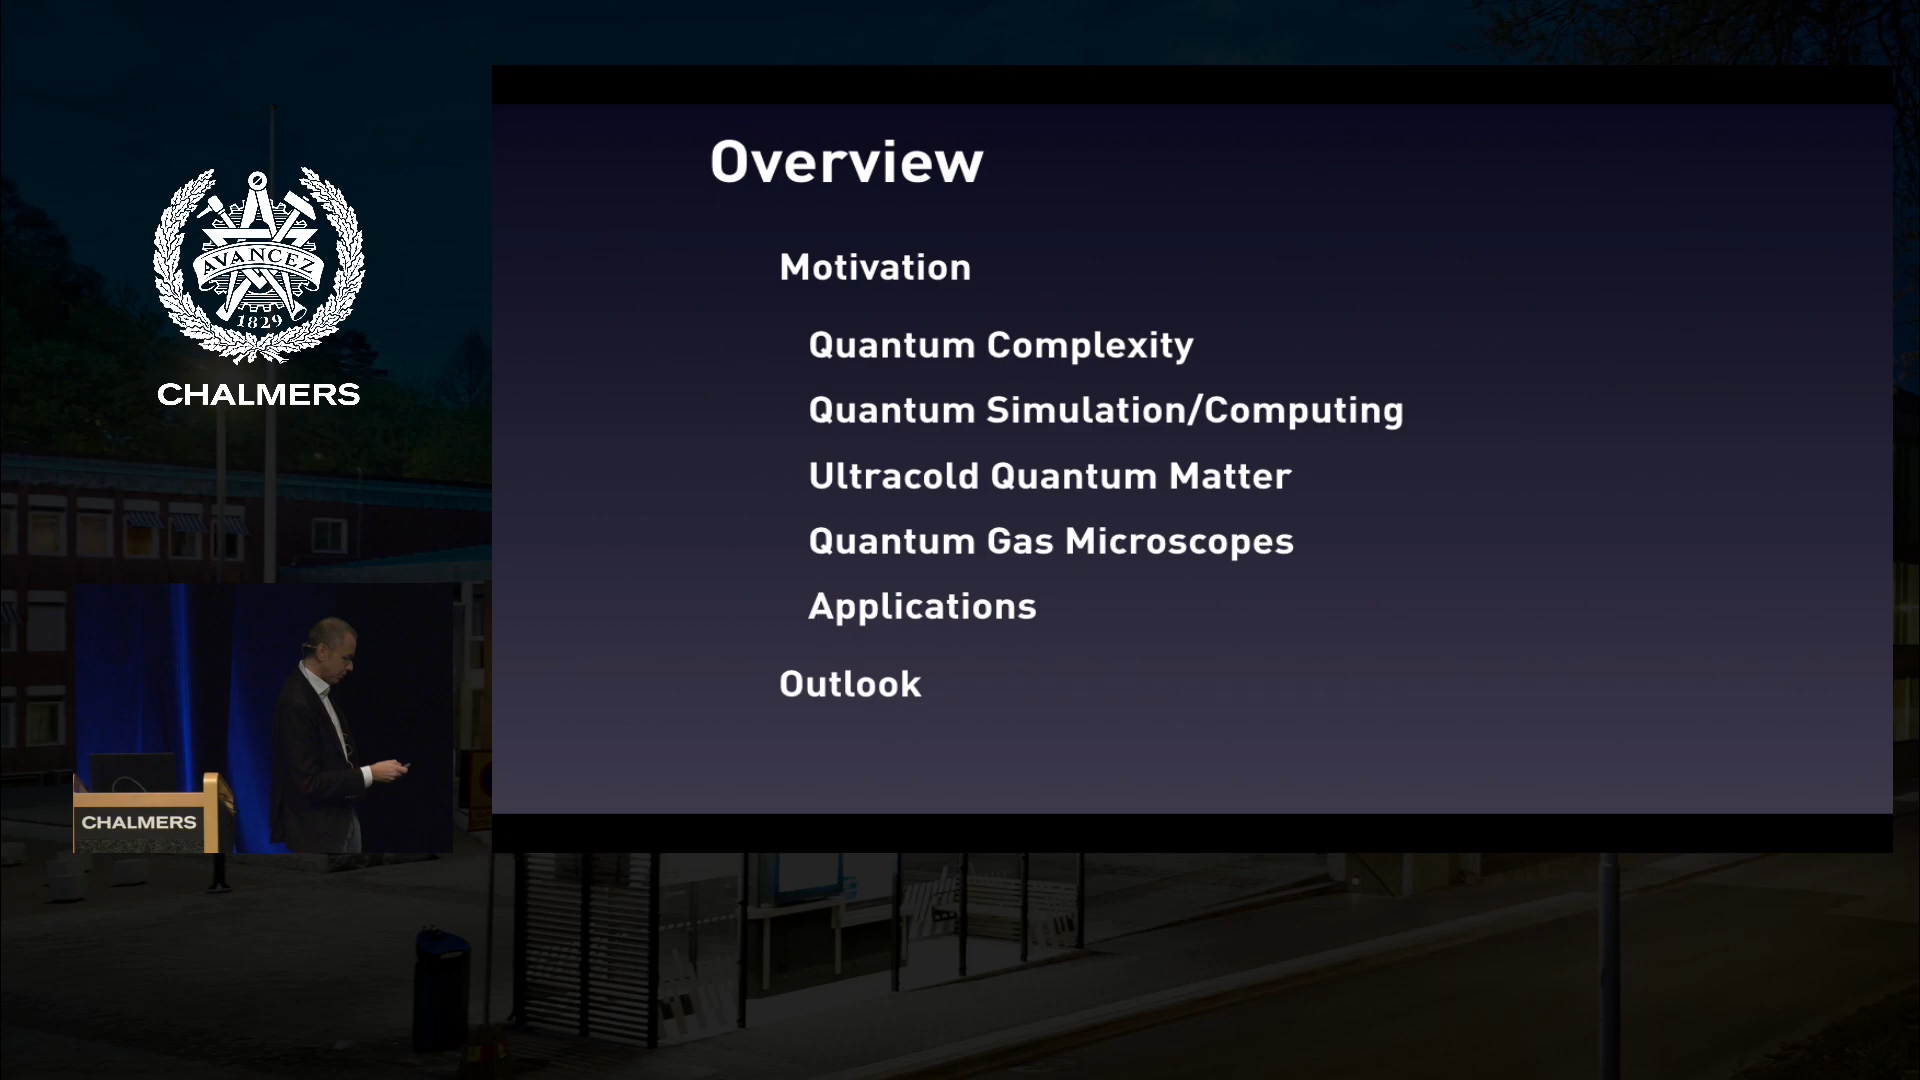 AVANCEZ
1829
CHALMERS
Overview
Motivation
Quantum Complexity
Quantum Simulation/Computing
Ultracold Quantum Matter
Quantum Gas Microscopes
Applications
Outlook
CHALMERS